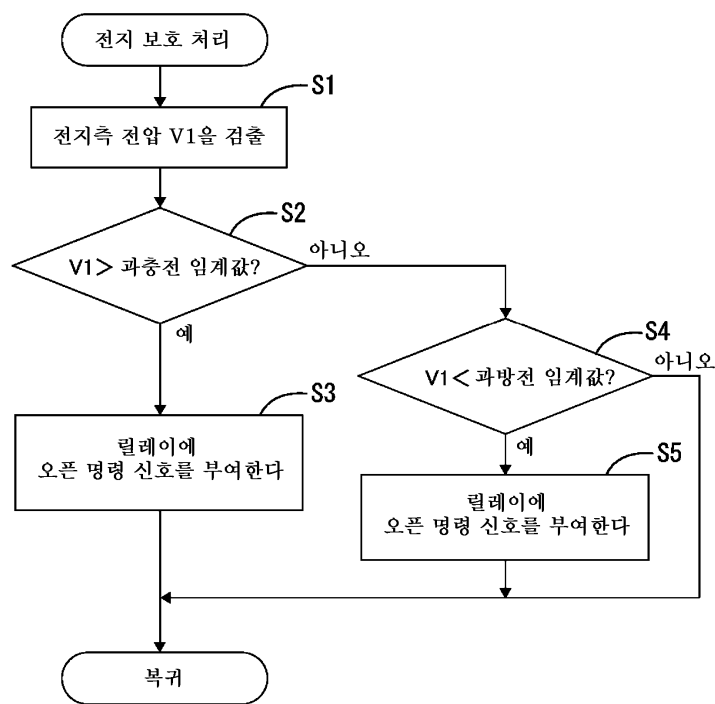 전지 보호 처리
S1
전지측 전압 V1을 검출
S2
V1> 과충전 임계값?
아니오
예
S4
V1< 과방전 임계값?
아니오
예
S3
릴레이에
오픈 명령 신호를 부여한다
S5
릴레이에
오픈 명령 신호를 부여한다
복귀